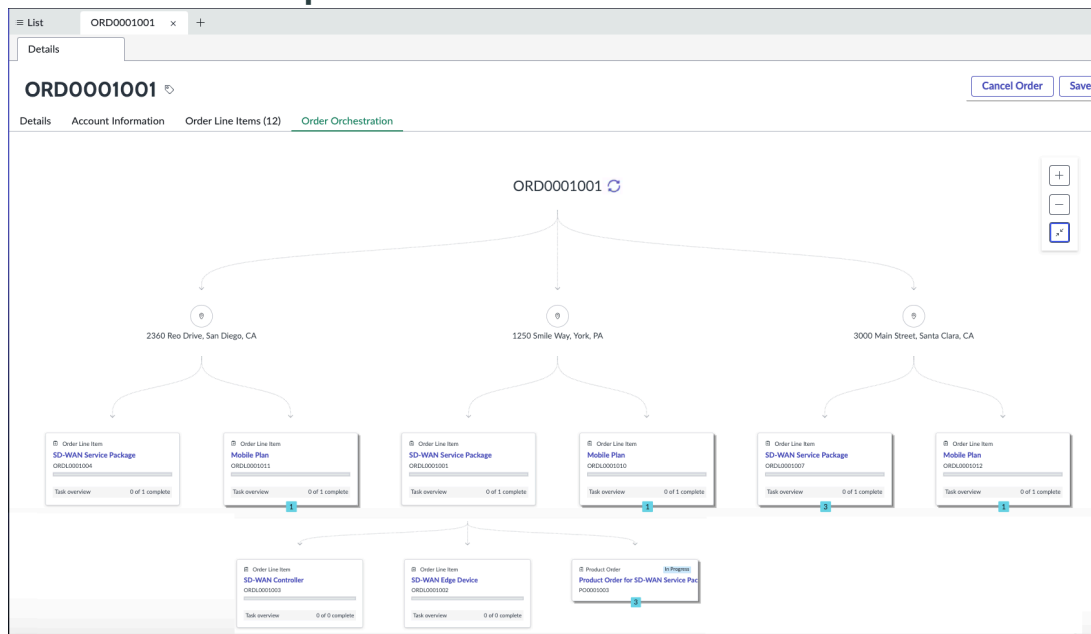 List
ORD0001001 × +
Details
ORD0001001
Cancel Order
Save
Details Account Information Order Line Items (12) Order Orchestration
ORD0001001
2360 Reo Drive, San Diego, CA
1250 Smile Way, York, PA
3000 Main Street, Santa Clara, CA
Order Line Item
SD-WAN Service Package
ORDL0001004
Task overview 0 of 1 complete
Order Line Item
Mobile Plan
ORDL0001011
Task overview 0 of 1 complete
1
Order Line Item
SD-WAN Service Package
ORDL0001001
Task overview 0 of 1 complete
Order Line Item
Mobile Plan
ORDL0001010
Task overview 0 of 1 complete
1
Order Line Item
SD-WAN Service Package
ORDL0001007
Task overview 0 of 1 complete
3
Order Line Item
Mobile Plan
ORDL0001012
Task overview 0 of 1 complete
1
Order Line Item
SD-WAN Controller
ORDL0001003
Task overview 0 of 0 complete
Order Line Item
SD-WAN Edge Device
ORDL0001002
Task overview 0 of 0 complete
Product Order In Progress
Product Order for SD-WAN Service Pac
PO0001003
3